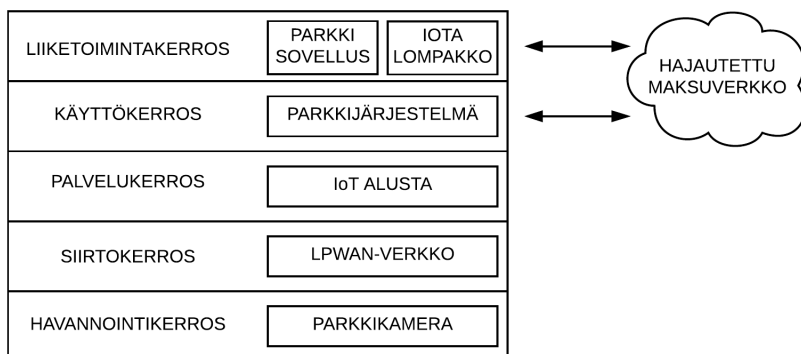 LIIKETOIMINTAKERROS
PARKKI
SOVELLUS
IOTA
LOMPAKKO
HAJAUTETTU
MAKSUVERKKO
KÄYTTÖKERROS
PARKKIJÄRJESTELMÄ
PALVELUKERROS
IoT ALUSTA
SIIRTOKERROS
LPWAN-VERKKO
HAVANNOINTIKERROS
PARKKIKAMERA